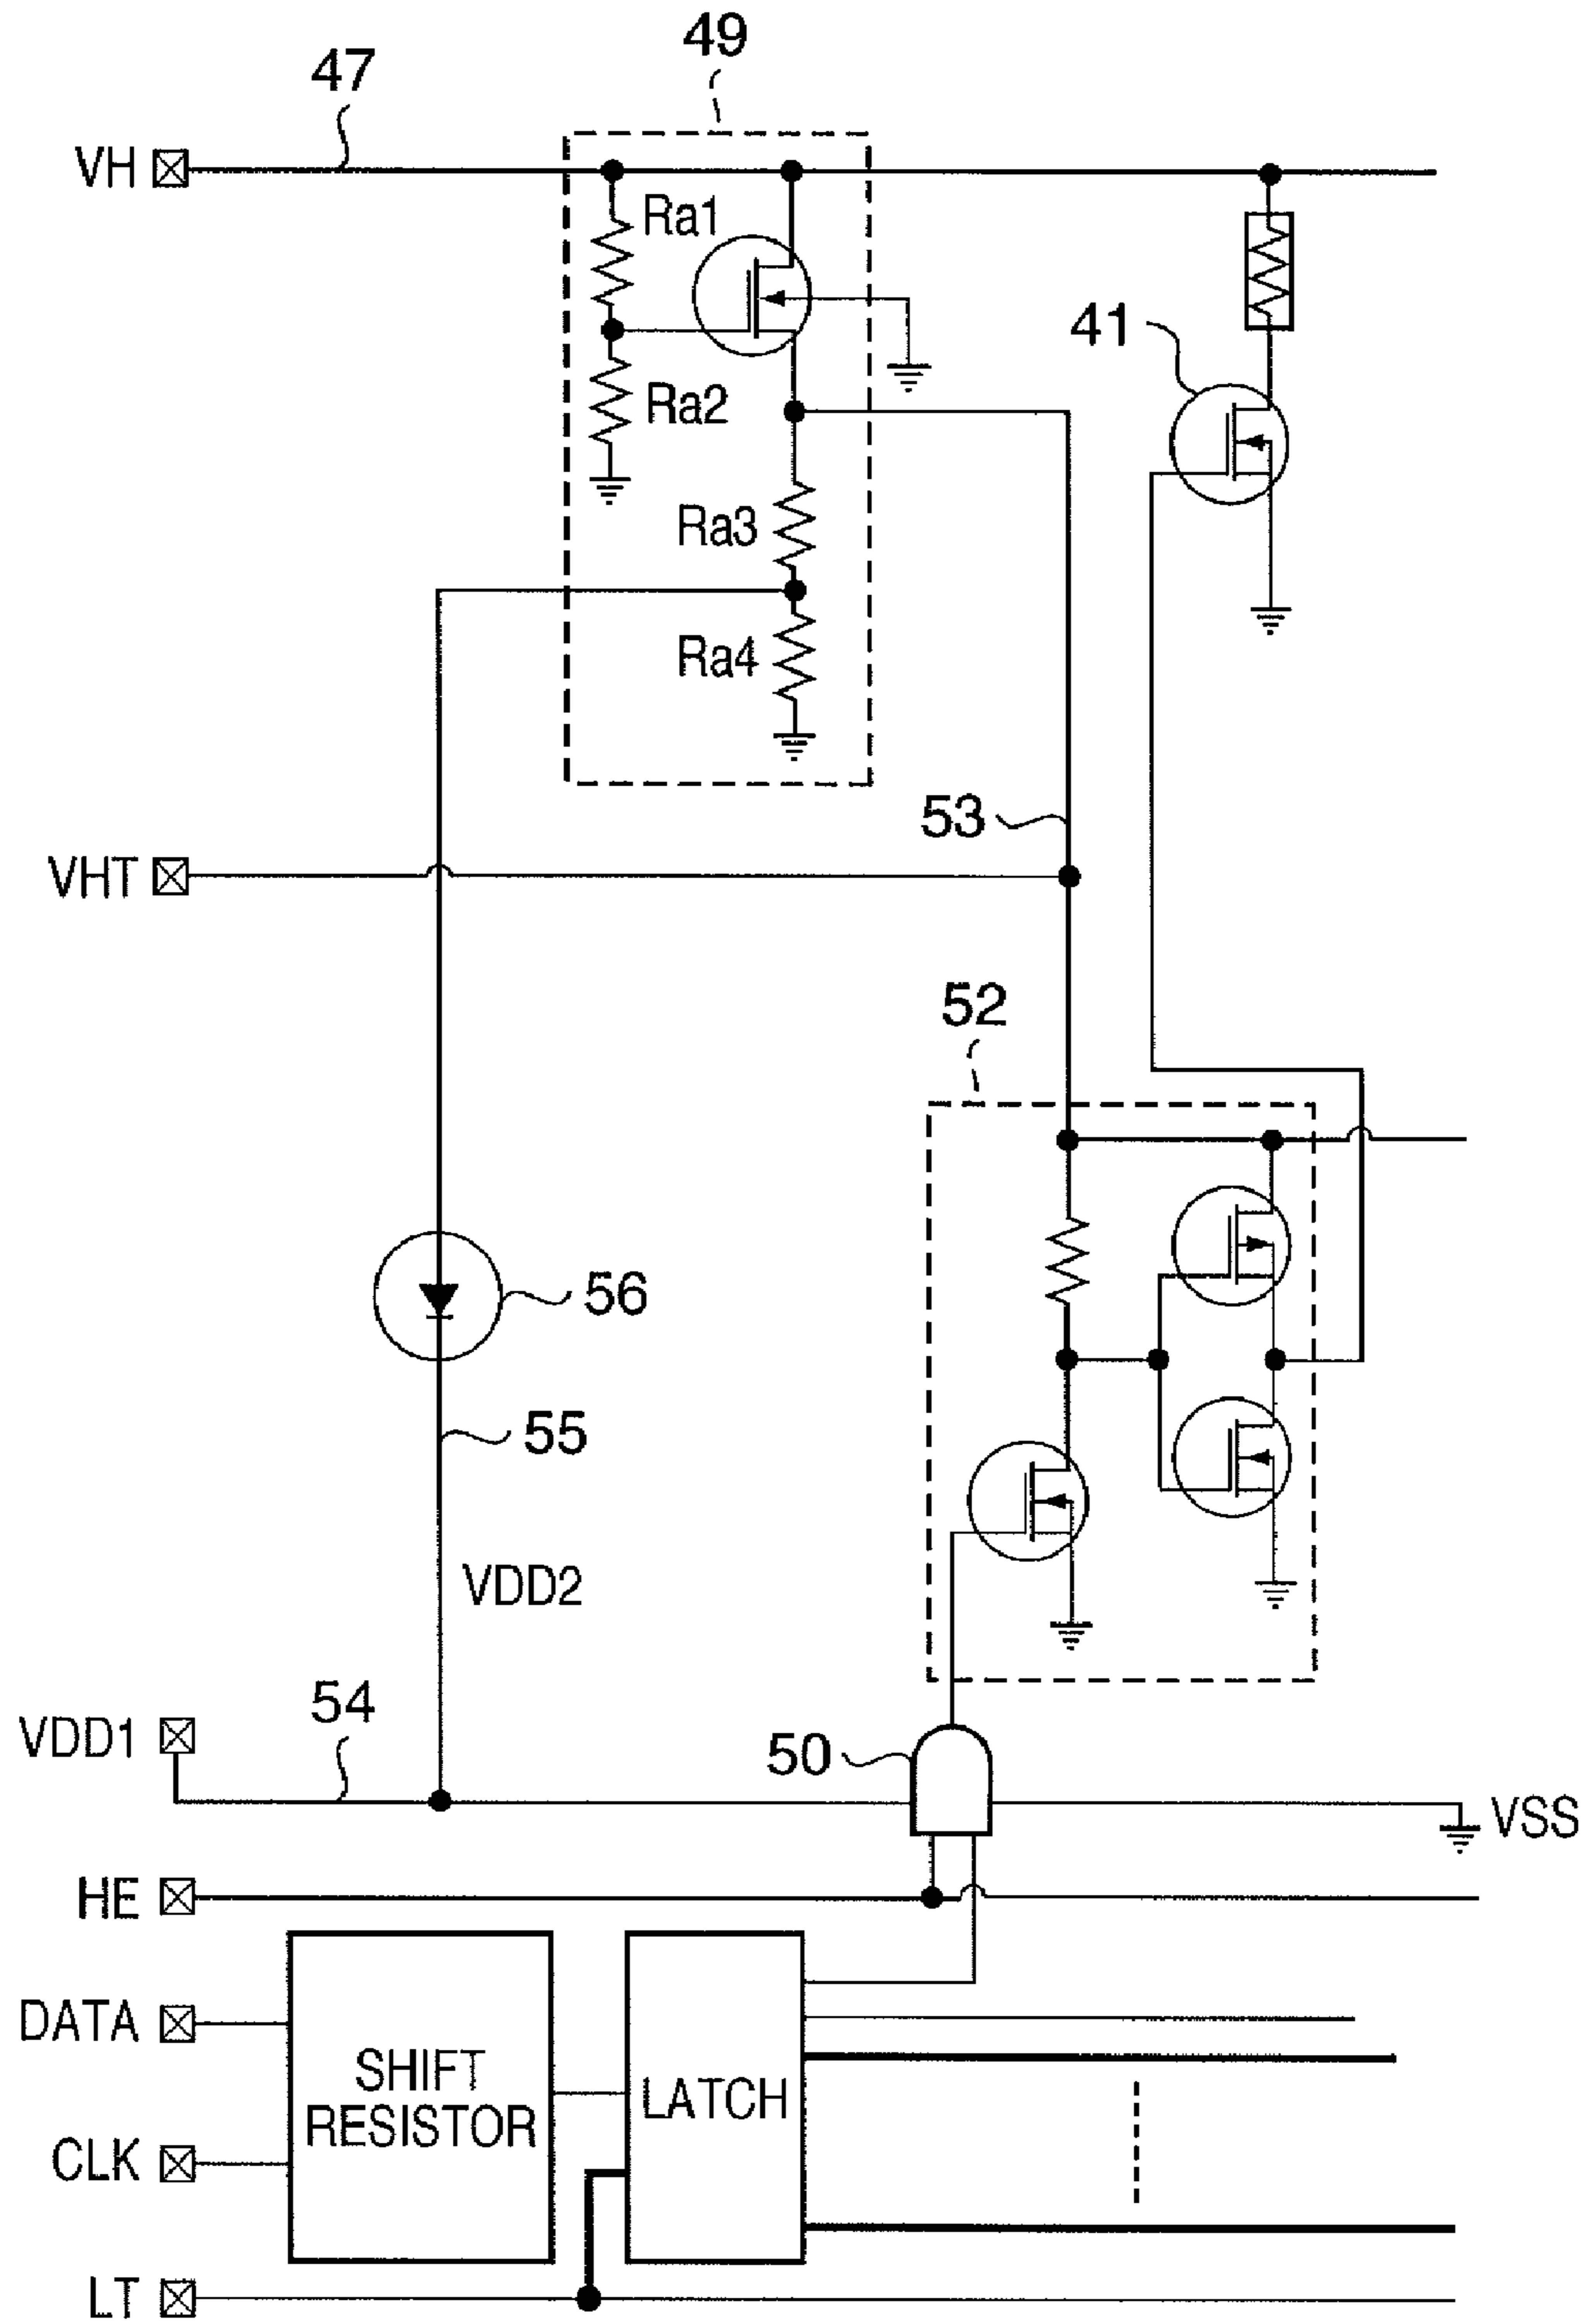 49
47
VH
Ra1
41
Ra2
Ra3
Ra4
53
VHT
52
56
55
VDD2
54
VDD1
50
VSS
HE
DATA
SHIFT
RESISTOR
LATCH
CLK
LT